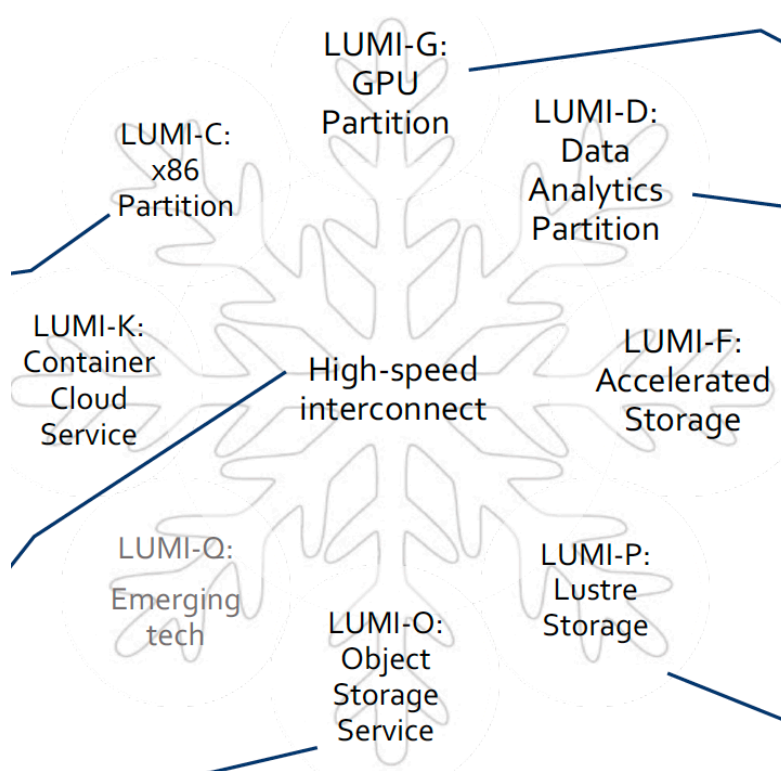 LUMI-G:
GPU
Partition
LUMI-D:
Data
Analytics
Partition
LUMI-C:
x86
Partition
LUMI-K:
Container
Cloud
Service
High-speed
interconnect
LUMI-F:
Accelerated
Storage
LUMI-Q:
Emerging
tech
LUMI-P:
Lustre
Storage
LUMI-O:
Object
Storage
Service